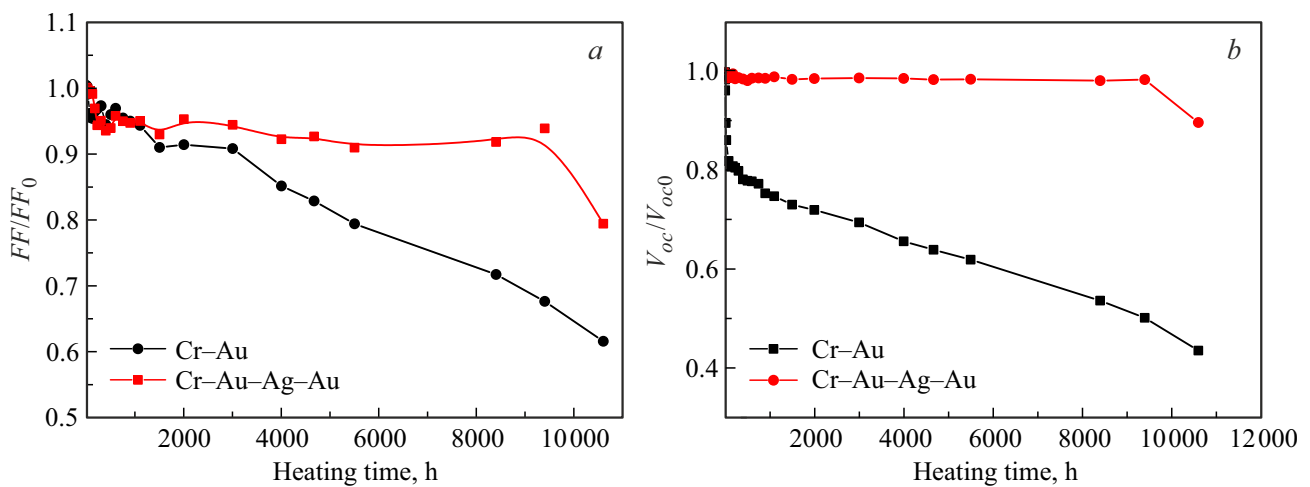 a
1.1
1.0
0.9
0.8
0.7
0.6
0.5
FF/FF0
Cr–Au
Cr–Au–Ag–Au
2000 4000 6000 8000 10000
Heating time, h
b
1.0
0.8
0.6
0.4
Voc/Voc0
Cr–Au
Cr–Au–Ag–Au
2000 4000 6000 8000 10000 12000
Heating time, h